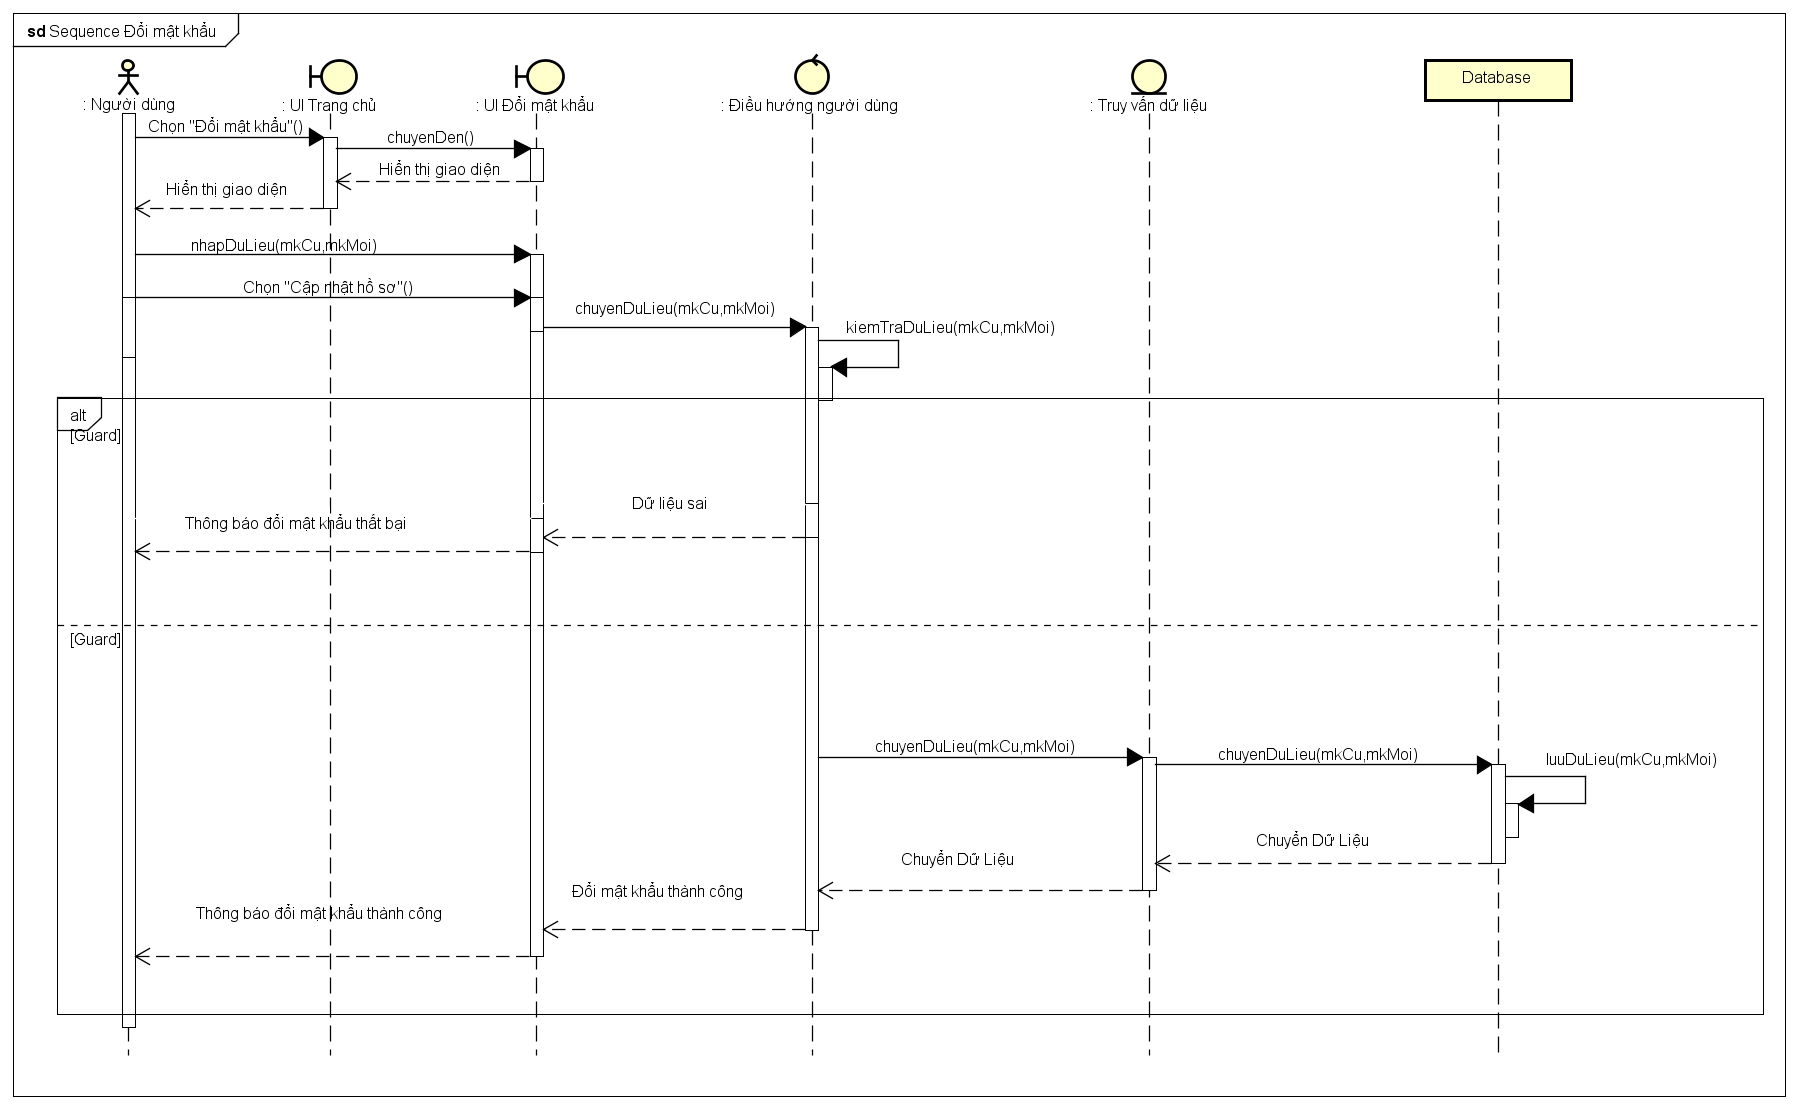 sd Sequence Đổi mật khẩu
: Người dùng
: UI Trang chủ
: UI Đổi mật khẩu
: Điều hướng người dùng
: Truy vấn dữ liệu
Database
Chọn "Đổi mật khẩu"()
chuyenDen()
Hiển thị giao diện
Hiển thị giao diện
nhapDuLieu(mkCu,mkMoi)
Chọn "Cập nhật hồ sơ"()
chuyenDuLieu(mkCu,mkMoi)
kiemTraDuLieu(mkCu,mkMoi)
alt
[Guard]
Dữ liệu sai
Thông báo đổi mật khẩu thất bại
[Guard]
chuyenDuLieu(mkCu,mkMoi)
chuyenDuLieu(mkCu,mkMoi)
luuDuLieu(mkCu,mkMoi)
Chuyển Dữ Liệu
Chuyển Dữ Liệu
Đổi mật khẩu thành công
Thông báo đổi mật khẩu thành công